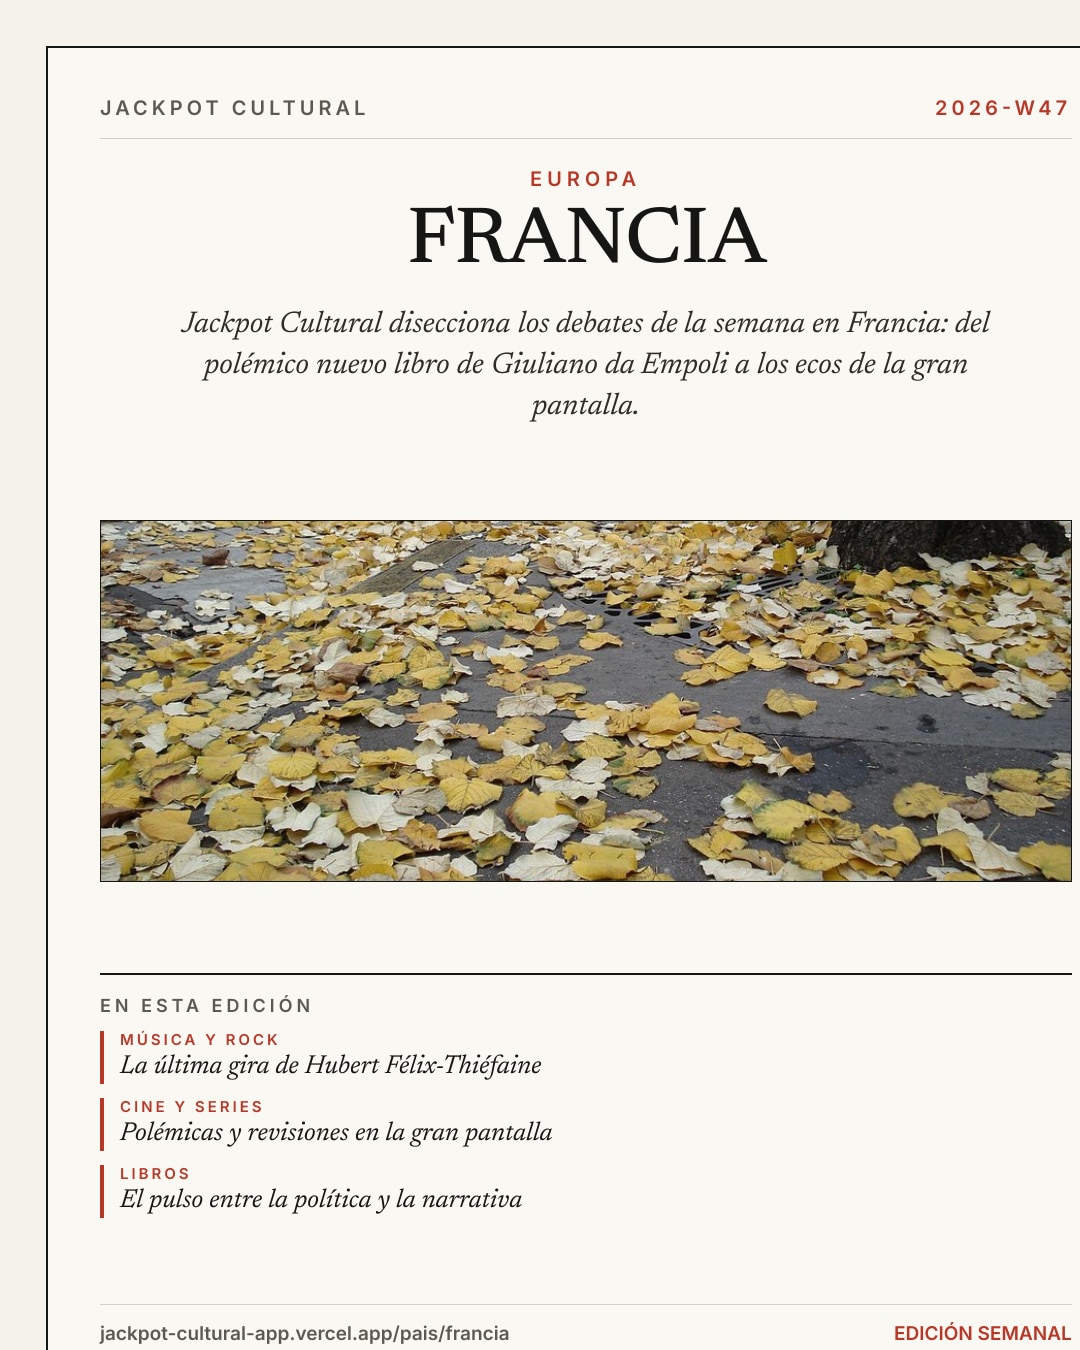 JACKPOT CULTURAL
2026-W47
EUROPA
FRANCIA
Jackpot Cultural disecciona los debates de la semana en Francia: del
polémico nuevo libro de Giuliano da Empoli a los ecos de la gran
pantalla.
EN ESTA EDICIÓN
MÚSICA Y ROCK
La última gira de Hubert Félix-Thiéfaine
CINE Y SERIES
Polémicas y revisiones en la gran pantalla
LIBROS
El pulso entre la política y la narrativa
jackpot-cultural-app.vercel.app/pais/francia
EDICIÓN SEMANAL